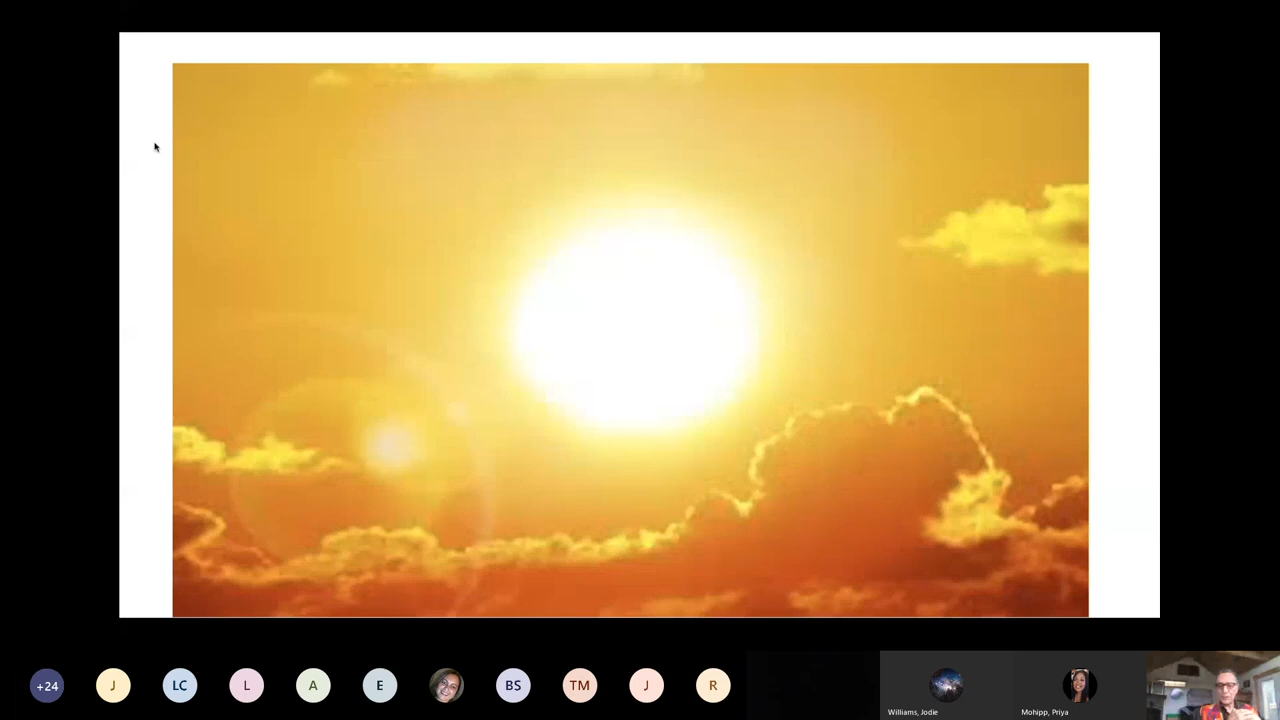 +24
J
LC
L
A
E
BS
TM
J
R
Williams, Jodie
Mohipp, Priya